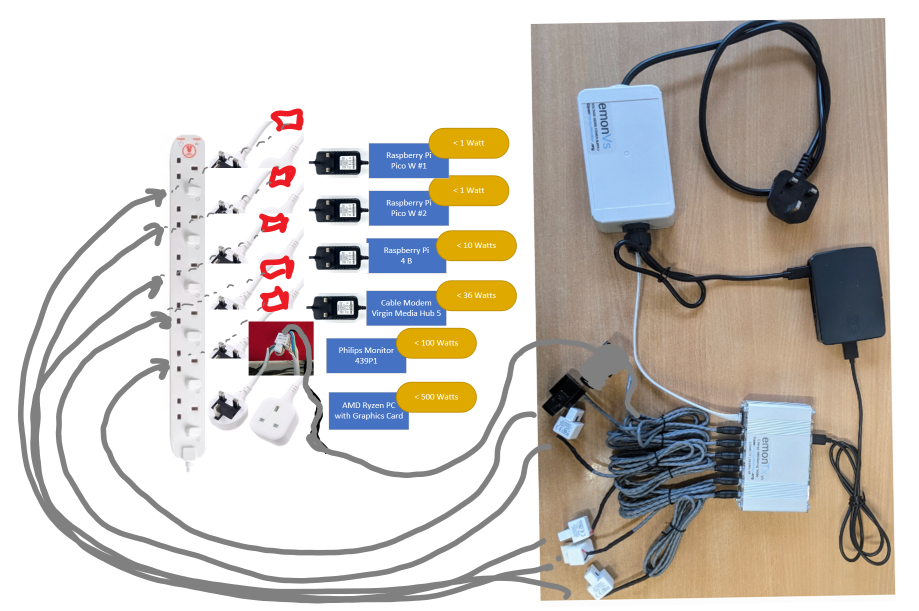 Raspberry Pi
Pico W #1
< 1 Watt
Raspberry Pi
Pico W #2
< 1 Watt
Raspberry Pi
4 B
< 10 Watts
Cable Modem
Virgin Media Hub 5
< 36 Watts
Philips Monitor
439P1
< 100 Watts
AMD Ryzen PC
with Graphics Card
< 500 Watts
emonVs
emonVs